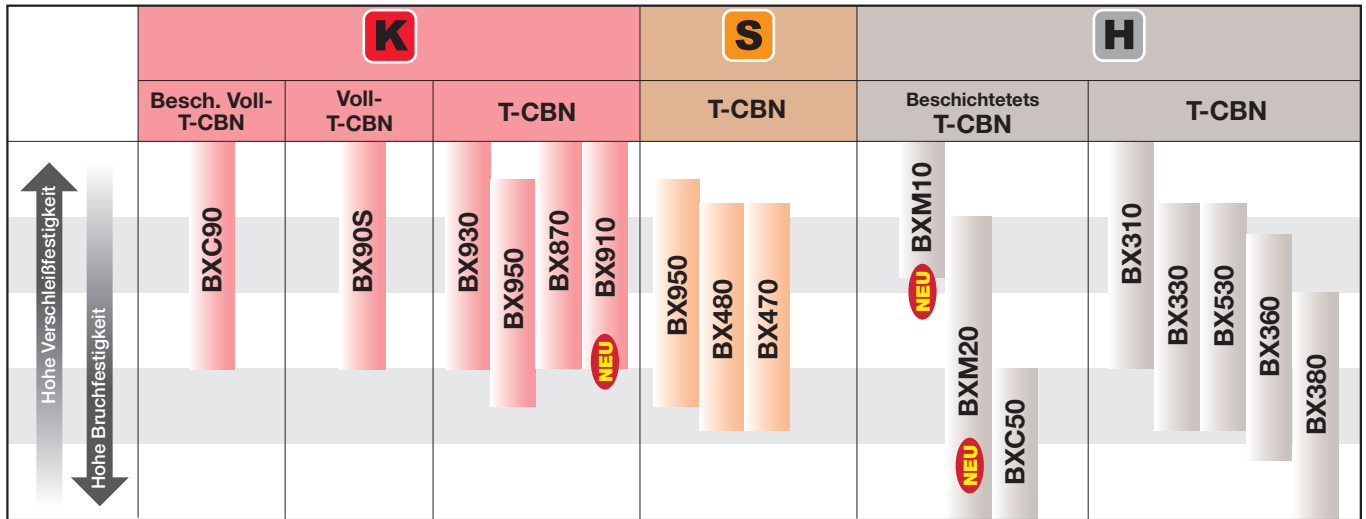 K
S
H
Besch. Voll-
T-CBN
Voll-
T-CBN
T-CBN
T-CBN
Beschichtetets
T-CBN
T-CBN
Hohe Verschleißfestigkeit
Hohe Bruchfestigkeit
BXC90
BX90S
BX930
BX950
BX870
BX910
NEU
BX950
BX480
BX470
BXM10
NEU
BXM20
NEU
BXC50
BX310
BX330
BX530
BX360
BX380